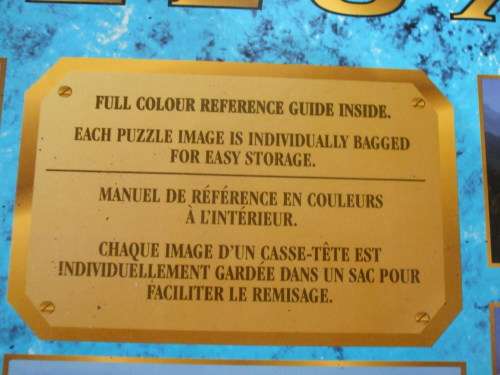 FULL COLOUR REFERENCE GUIDE INSIDE.
EACH PUZZLE IMAGE IS INDIVIDUALLY BAGGED
FOR EASY STORAGE.
MANUEL DE RÉFÉRENCE EN COULEURS
À L'INTÉRIEUR.
CHAQUE IMAGE D'UN CASSE-TÊTE EST
INDIVIDUELLEMENT GARDÉE DANS UN SAC POUR
FACILITER LE REMISAGE.